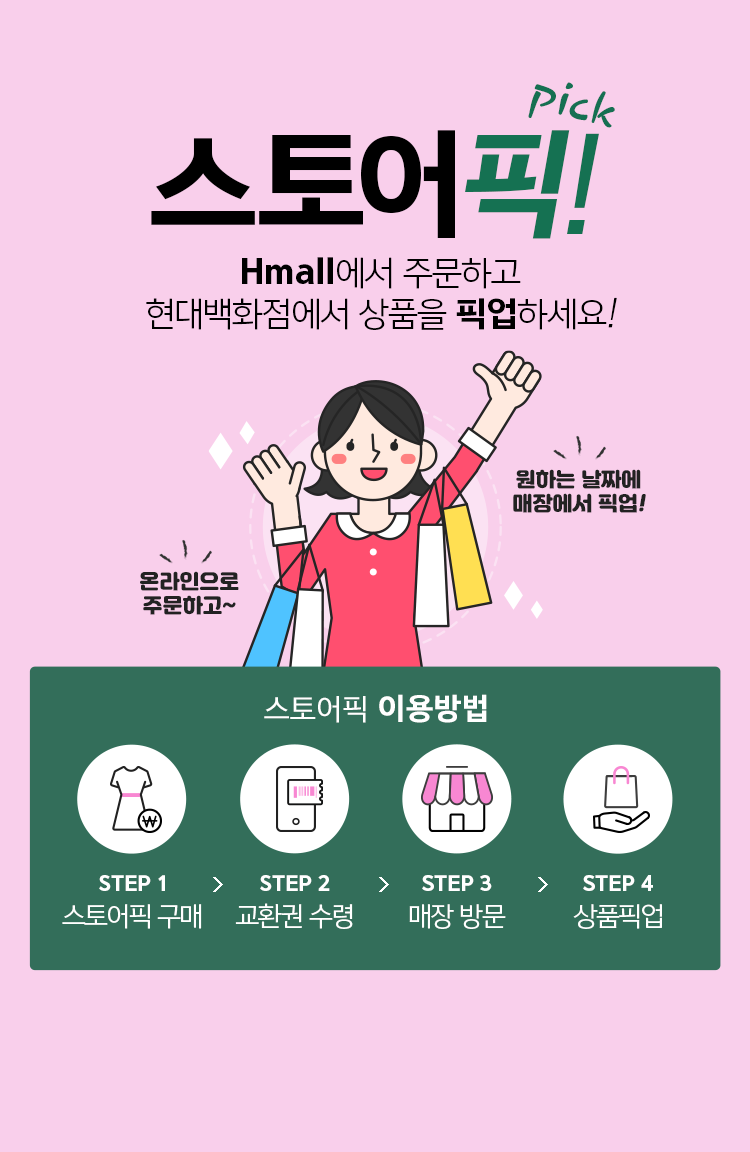 Pick
스토어픽!
Hmall에서 주문하고
현대백화점에서 상품을 픽업하세요!
원하는 날짜에
매장에서 픽업!
온라인으로
주문하고~
스토어픽 이용방법
₩
STEP 1 > STEP 2 > STEP 3 > STEP 4
스토어픽 구매 교환권 수령 매장 방문 상품픽업